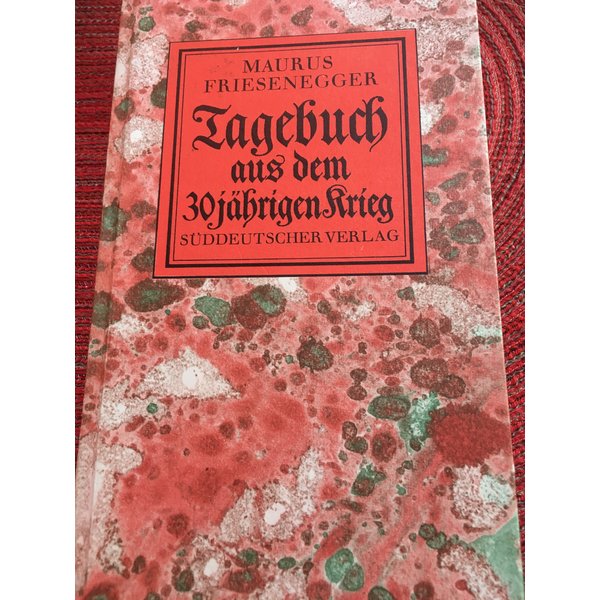 MAURUS
FRIESENEGGER
Tagebuch
aus dem
30jährigen Krieg
SÜDDEUTSCHER VERLAG